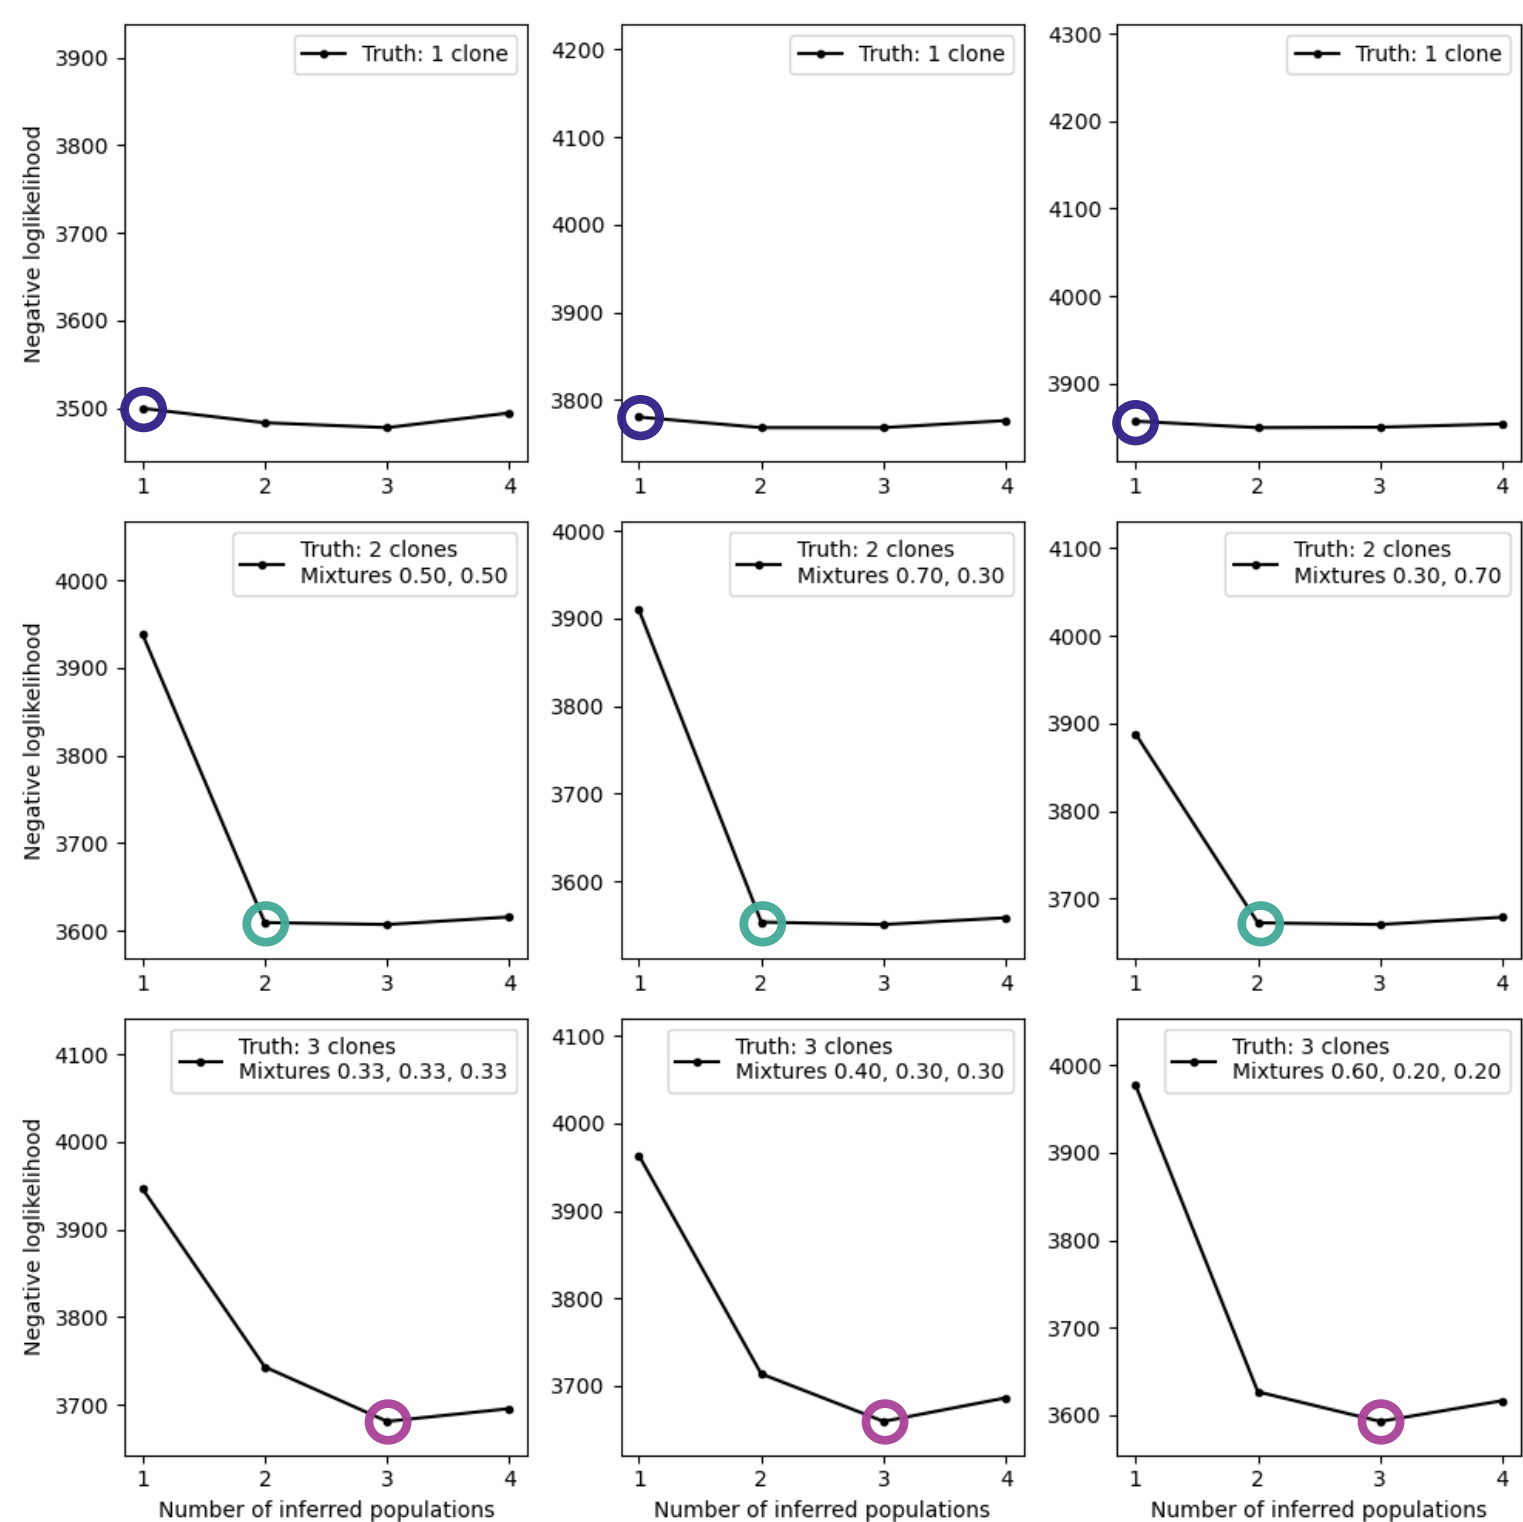 Negative loglikelihood
3900
3800
3700
3600
3500
1 2 3 4
Truth: 1 clone
4200
4100
4000
3900
3800
1 2 3 4
Truth: 1 clone
4300
4200
4100
4000
3900
1 2 3 4
Truth: 1 clone
Negative loglikelihood
4000
3900
3800
3700
3600
1 2 3 4
Truth: 2 clones
Mixtures 0.50, 0.50
4000
3900
3800
3700
3600
1 2 3 4
Truth: 2 clones
Mixtures 0.70, 0.30
4100
4000
3900
3800
3700
1 2 3 4
Truth: 2 clones
Mixtures 0.30, 0.70
Negative loglikelihood
4100
4000
3900
3800
3700
1 2 3 4
Number of inferred populations
Truth: 3 clones
Mixtures 0.33, 0.33, 0.33
4100
4000
3900
3800
3700
1 2 3 4
Number of inferred populations
Truth: 3 clones
Mixtures 0.40, 0.30, 0.30
4000
3900
3800
3700
3600
1 2 3 4
Number of inferred populations
Truth: 3 clones
Mixtures 0.60, 0.20, 0.20